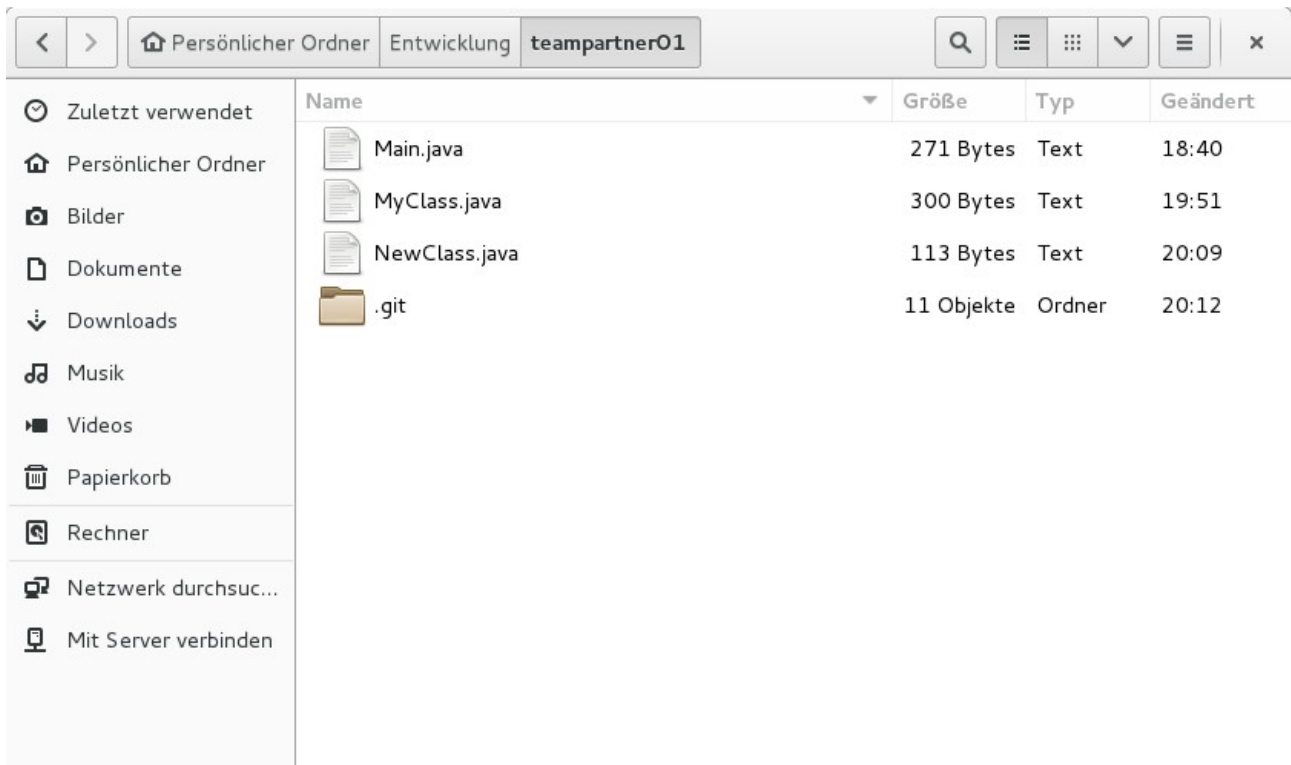 Persönlicher Ordner Entwicklung teampartner01
Zuletzt verwendet
Persönlicher Ordner
Bilder
Dokumente
Downloads
Musik
Videos
Papierkorb
Rechner
Netzwerk durchsuc...
Mit Server verbinden
Name Größe Typ Geändert
Main.java 271 Bytes Text 18:40
MyClass.java 300 Bytes Text 19:51
NewClass.java 113 Bytes Text 20:09
.git 11 Objekte Ordner 20:12